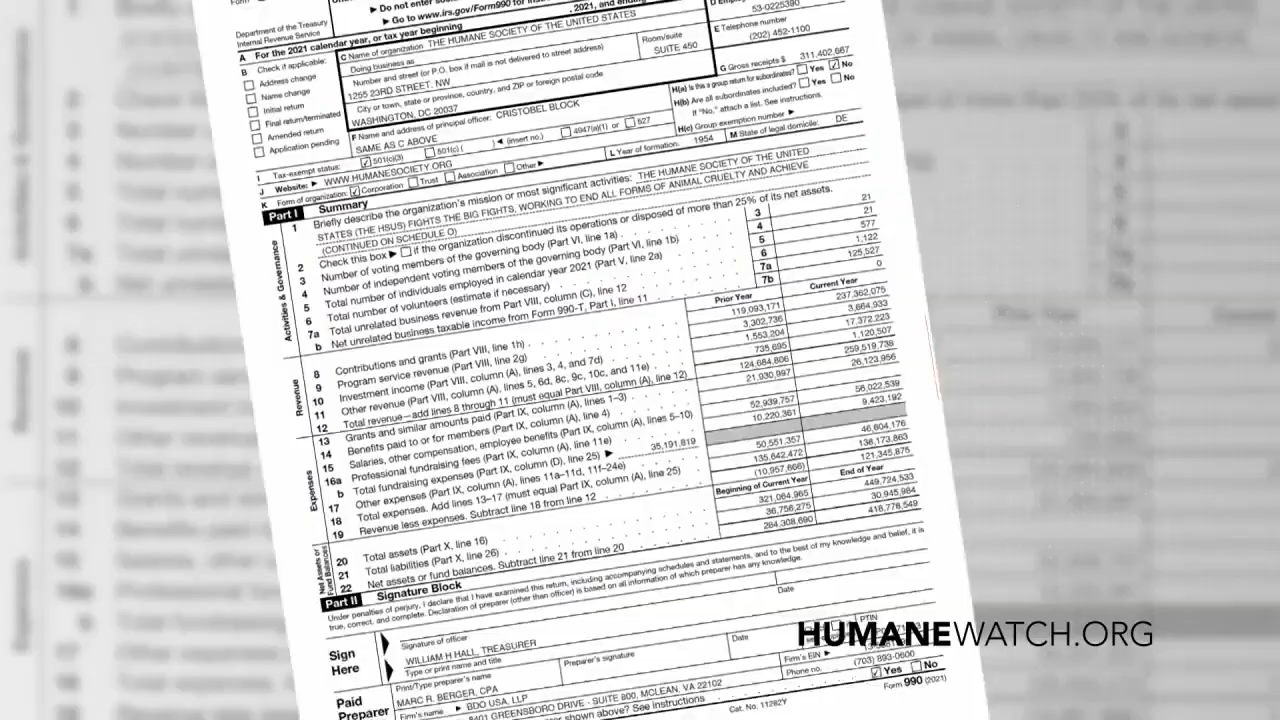 Form
► Do not enter
► Go to www.irs.gov/Form990 for
Department of the Treasury
Internal Revenue Service
A For the 2021 calendar year, or tax year beginning , 2021, and ending
B Check if applicable:
Address change
Name change
Initial return
Final return/terminated
Amended return
Application pending
C Name of organization THE HUMANE SOCIETY OF THE UNITED STATES
Doing business as
Number and street (or P.O. box if mail is not delivered to street address)
Room/suite
1255 23RD STREET, NW
SUITE 450
City or town, state or province, country, and ZIP or foreign postal code
WASHINGTON, DC 20037
53-0225390
E Telephone number
(202) 452-1100
G Gross receipts $ 311,402,667
F Name and address of principal officer: CRISTOBEL BLOCK
SAME AS C ABOVE
H(a) Is this a group return for subordinates? Yes ✓ No
H(b) Are all subordinates included? Yes No
If "No," attach a list. See instructions.
H(c) Group exemption number ►
I Tax-exempt status: ✓ 501(c)(3) 501(c) ( ) ◄ (insert no.) 4947(a)(1) or 527
J Website: ► WWW.HUMANESOCIETY.ORG
K Form of organization: ✓ Corporation Trust Association Other ►
L Year of formation: 1954
M State of legal domicile: DE
Part I Summary
1 Briefly describe the organization's mission or most significant activities: THE HUMANE SOCIETY OF THE UNITED
STATES (THE HSUS) FIGHTS THE BIG FIGHTS, WORKING TO END ALL FORMS OF ANIMAL CRUELTY AND ACHIEVE
(CONTINUED ON SCHEDULE O)
2 Check this box ► if the organization discontinued its operations or disposed of more than 25% of its net assets.
3 Number of voting members of the governing body (Part VI, line 1a) 3 21
4 Number of independent voting members of the governing body (Part VI, line 1b) 4 21
5 Total number of individuals employed in calendar year 2021 (Part V, line 2a) 5 577
6 Total number of volunteers (estimate if necessary) 6 1,122
7a Total unrelated business revenue from Part VIII, column (C), line 12 7a 125,527
b Net unrelated business taxable income from Form 990-T, Part I, line 11 7b 0
Activities & Governance
Prior Year Current Year
8 Contributions and grants (Part VIII, line 1h) 119,093,171 237,362,075
9 Program service revenue (Part VIII, line 2g) 3,302,736 3,664,933
10 Investment income (Part VIII, column (A), lines 3, 4, and 7d) 1,553,204 17,372,223
11 Other revenue (Part VIII, column (A), lines 5, 6d, 8c, 9c, 10c, and 11e) 735,695 1,120,507
12 Total revenue—add lines 8 through 11 (must equal Part VIII, column (A), line 12) 124,684,806 259,519,738
Revenue
13 Grants and similar amounts paid (Part IX, column (A), lines 1–3) 21,930,997 26,123,956
14 Benefits paid to or for members (Part IX, column (A), line 4)
15 Salaries, other compensation, employee benefits (Part IX, column (A), lines 5–10) 52,939,757 56,022,539
16a Professional fundraising fees (Part IX, column (A), line 11e) 10,220,361 9,423,192
b Total fundraising expenses (Part IX, column (D), line 25) ► 35,191,819
17 Other expenses (Part IX, column (A), lines 11a–11d, 11f–24e) 50,551,357 46,604,176
18 Total expenses. Add lines 13–17 (must equal Part IX, column (A), line 25) 135,642,472 138,173,863
19 Revenue less expenses. Subtract line 18 from line 12 (10,957,666) 121,345,875
Expenses
Beginning of Current Year End of Year
20 Total assets (Part X, line 16) 321,064,965 449,724,533
21 Total liabilities (Part X, line 26) 36,756,275 30,945,984
22 Net assets or fund balances. Subtract line 21 from line 20 284,308,690 418,778,549
Net Assets or
Fund Balances
Part II Signature Block
Under penalties of perjury, I declare that I have examined this return, including accompanying schedules and statements, and to the best of my knowledge and belief, it is
true, correct, and complete. Declaration of preparer (other than officer) is based on all information of which preparer has any knowledge.
Sign
Here
Signature of officer
Date
WILLIAM H HALL, TREASURER
Type or print name and title
Paid
Preparer
Print/Type preparer's name
Preparer's signature
Date
PTIN
MARC R. BERGER, CPA
Firm's name ► BDO USA, LLP
Firm's EIN ►
8401 GREENSBORO DRIVE - SUITE 800, MCLEAN, VA 22102
Phone no. (703) 893-0600
shown above? See instructions ✓ Yes No
Cat. No. 11282Y
Form 990 (2021)
HUMANEWATCH.ORG